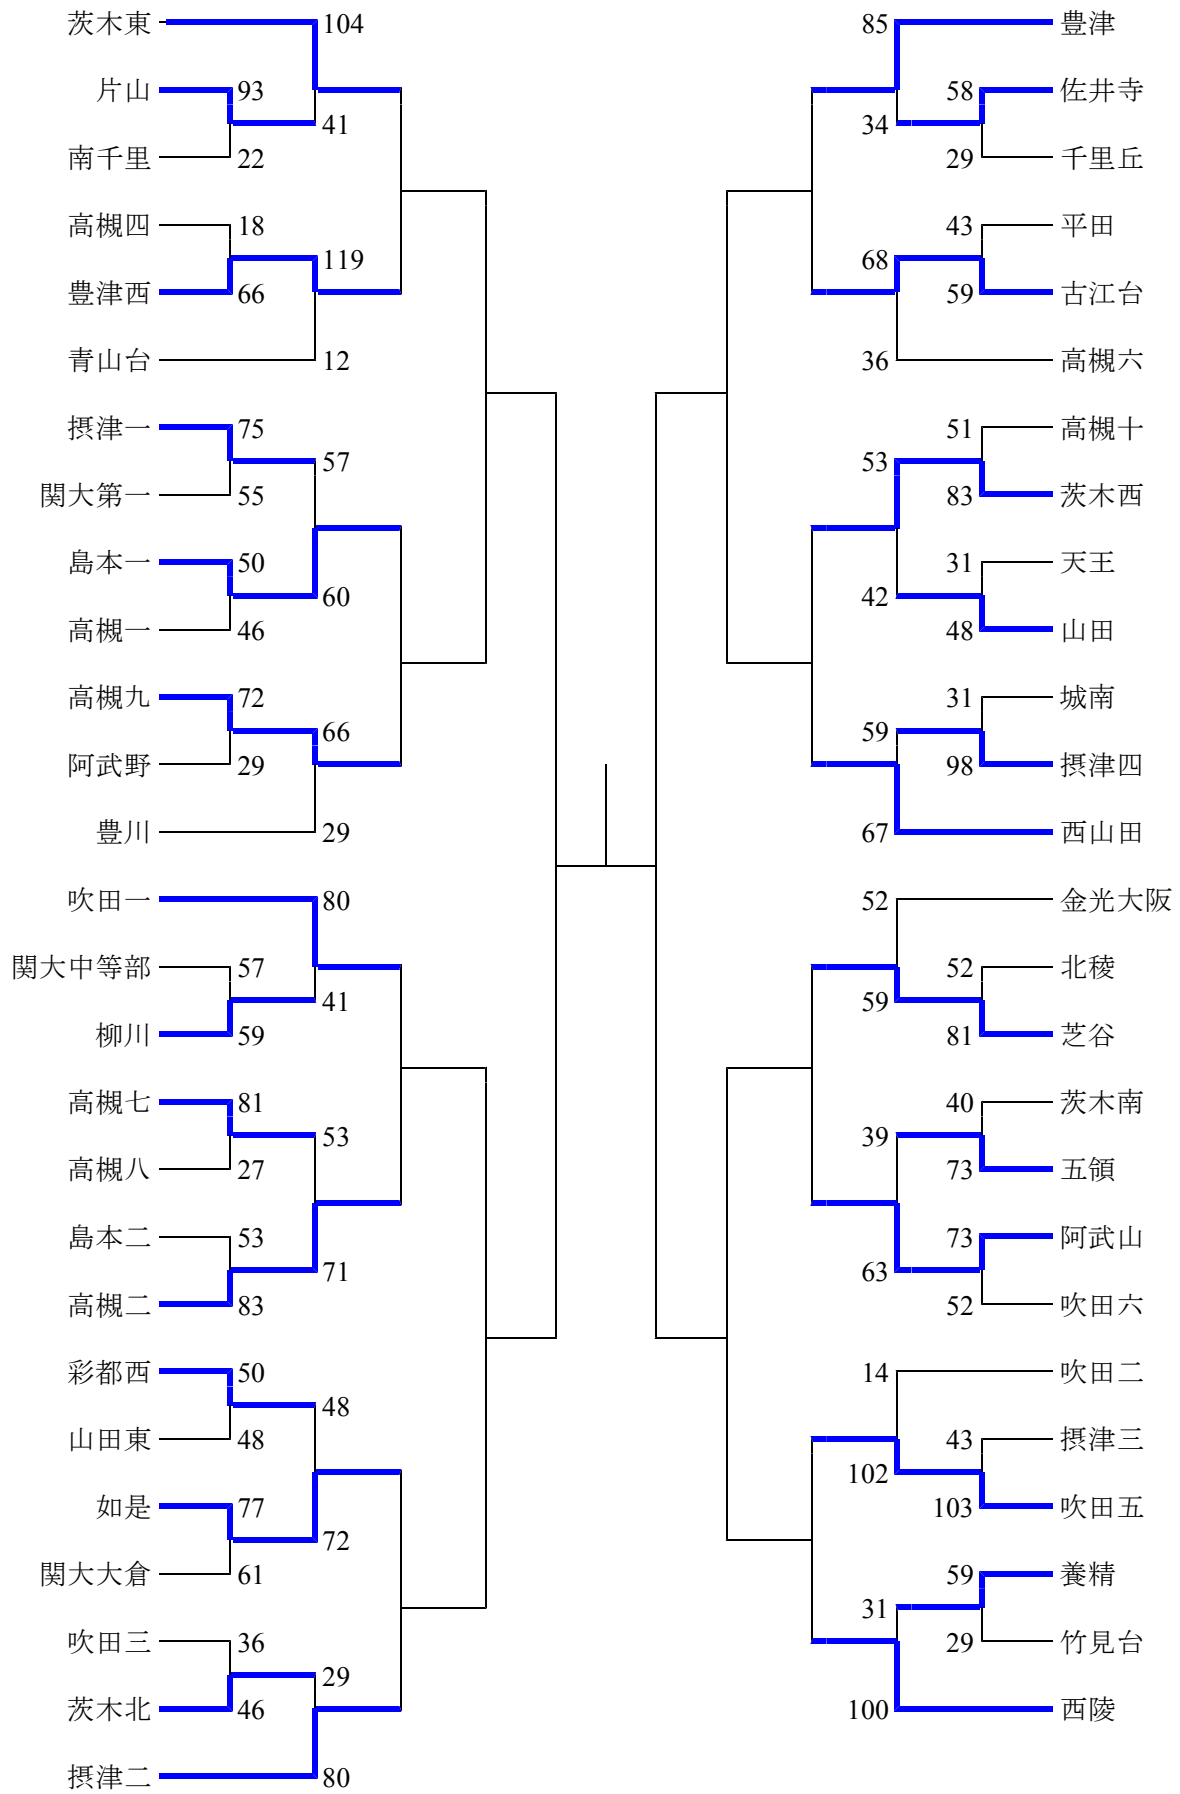 茨木東 104 85 豊津
片山 93 58 佐井寺
41 34
南千里 22 29 千里丘
高槻四 18 43 平田
119 68
豊津西 66 59 古江台
青山台 12 36 高槻六
摂津一 75 51 高槻十
57 53
関大第一 55 83 茨木西
島本一 50 31 天王
60 42
高槻一 46 48 山田
高槻九 72 31 城南
66 59
阿武野 29 98 摂津四
豊川 29 67 西山田
吹田一 80 52 金光大阪
関大中等部 57 52 北稜
41 59
柳川 59 81 芝谷
高槻七 81 40 茨木南
53 39
高槻八 27 73 五領
島本二 53 73 阿武山
71 63
高槻二 83 52 吹田六
彩都西 50 14 吹田二
48
山田東 48 43 摂津三
102
如是 77 103 吹田五
72
関大大倉 61 59 養精
31
吹田三 36 29 竹見台
29
茨木北 46 100 西陵
摂津二 80